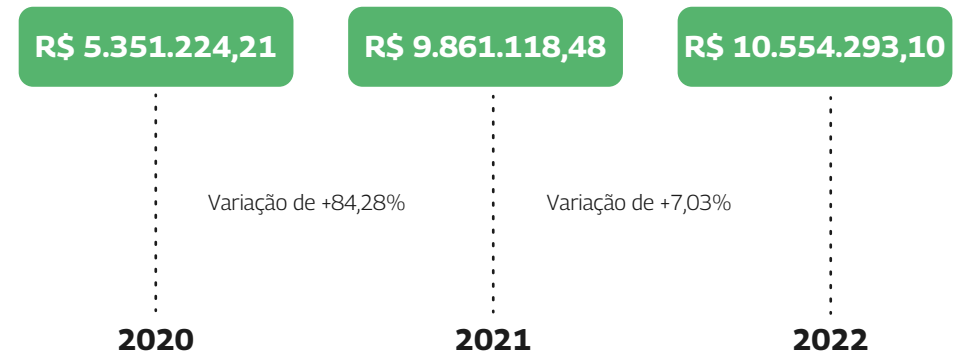 R$ 5.351.224,21
R$ 9.861.118,48
R$ 10.554.293,10
Variação de +84,28%
Variação de +7,03%
2020
2021
2022